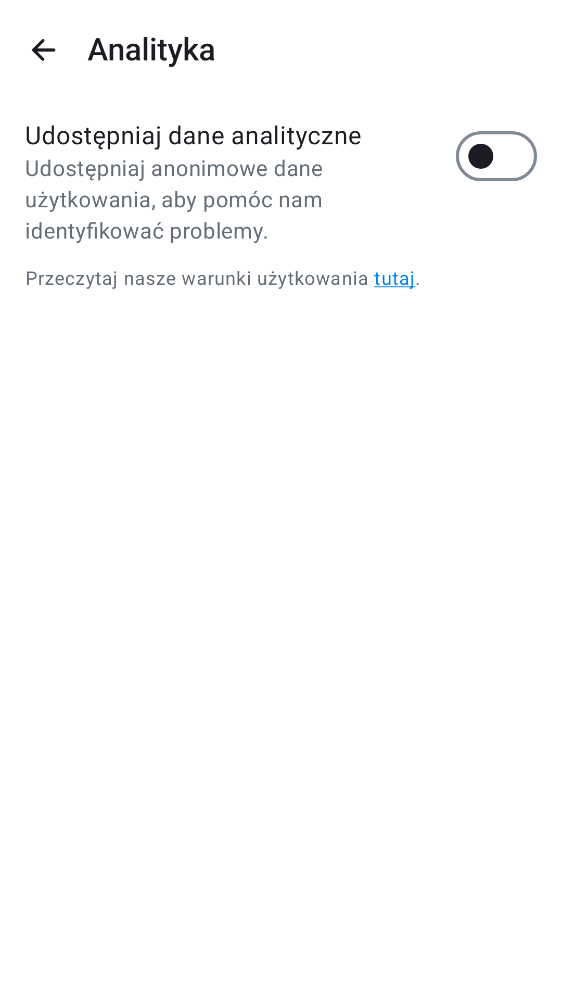 Analityka
Udostępniaj dane analityczne
Udostępniaj anonimowe dane
użytkowania, aby pomóc nam
identyfikować problemy.
Przeczytaj nasze warunki użytkowania tutaj.